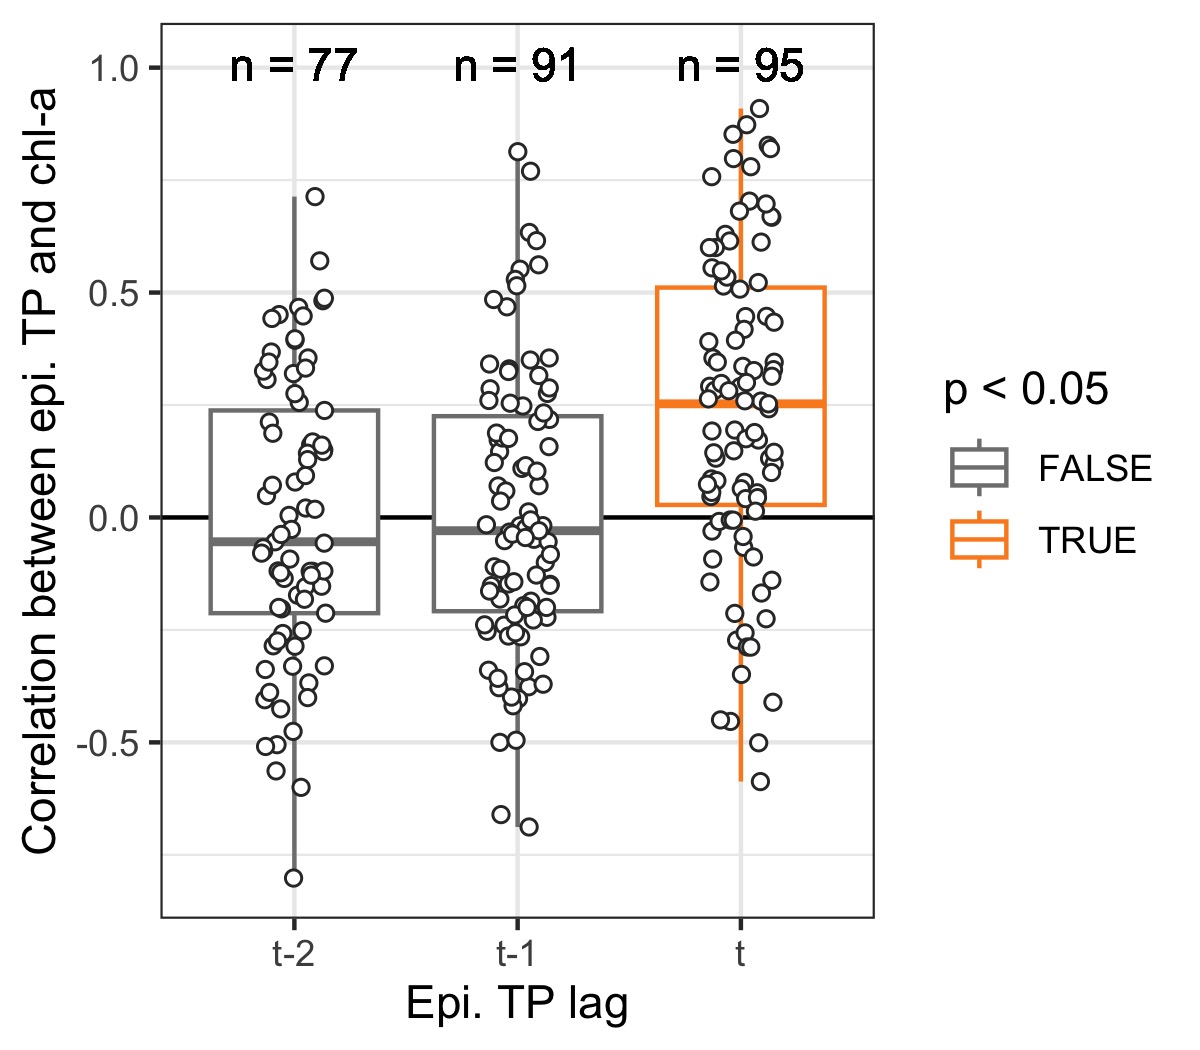 n = 77 n = 91 n = 95
1.0
0.5
0.0
-0.5
Correlation between epi. TP and chl-a
t-2 t-1 t
Epi. TP lag
p < 0.05
FALSE
TRUE